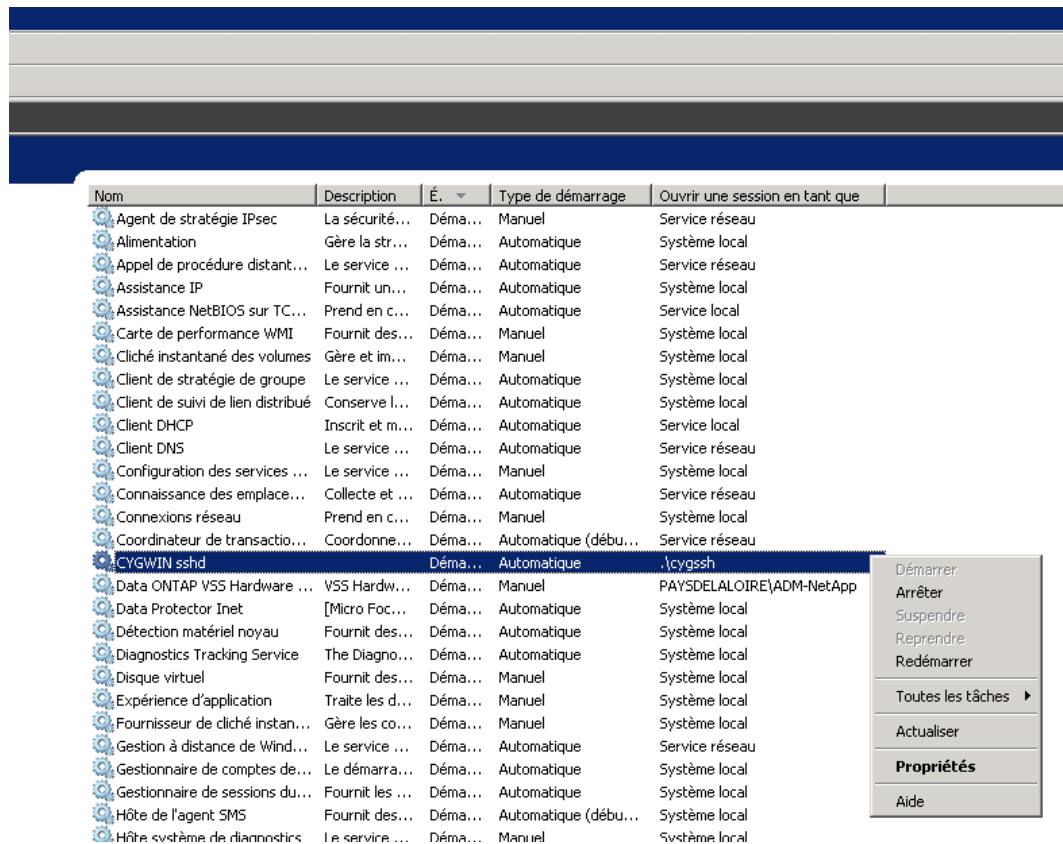 Nom Description É. Type de démarrage Ouvrir une session en tant que
Agent de stratégie IPsec La sécurité... Déma... Manuel Service réseau
Alimentation Gère la str... Déma... Automatique Système local
Appel de procédure distant... Le service ... Déma... Automatique Service réseau
Assistance IP Fournit un... Déma... Automatique Système local
Assistance NetBIOS sur TC... Prend en c... Déma... Automatique Service local
Carte de performance WMI Fournit des... Déma... Manuel Système local
Cliché instantané des volumes Gère et im... Déma... Manuel Système local
Client de stratégie de groupe Le service ... Déma... Automatique Système local
Client de suivi de lien distribué Conserve l... Déma... Automatique Système local
Client DHCP Inscrit et m... Déma... Automatique Service local
Client DNS Le service ... Déma... Automatique Service réseau
Configuration des services ... Le service ... Déma... Manuel Système local
Connaissance des emplace... Collecte et ... Déma... Automatique Service réseau
Connexions réseau Prend en c... Déma... Manuel Système local
Coordinateur de transactio... Coordonne... Déma... Automatique (débu... Service réseau
CYGWIN sshd Déma... Automatique .\cygssh
Data ONTAP VSS Hardware ... VSS Hardw... Déma... Manuel PAYSDELALOIRE\ADM-NetApp
Data Protector Inet [Micro Foc... Déma... Automatique Système local
Détection matériel noyau Fournit des... Déma... Automatique Système local
Diagnostics Tracking Service The Diagno... Déma... Automatique Système local
Disque virtuel Fournit des... Déma... Manuel Système local
Expérience d'application Traite les d... Déma... Manuel Système local
Fournisseur de cliché instan... Gère les co... Déma... Manuel Système local
Gestion à distance de Wind... Le service ... Déma... Automatique Service réseau
Gestionnaire de comptes de... Le démarra... Déma... Automatique Système local
Gestionnaire de sessions du... Fournit les ... Déma... Automatique Système local
Hôte de l'agent SMS Fournit des... Déma... Automatique (débu... Système local
Hôte système de diagnostics Le service ... Déma... Manuel Système local
Démarrer
Arrêter
Suspendre
Reprendre
Redémarrer
Toutes les tâches
Actualiser
Propriétés
Aide